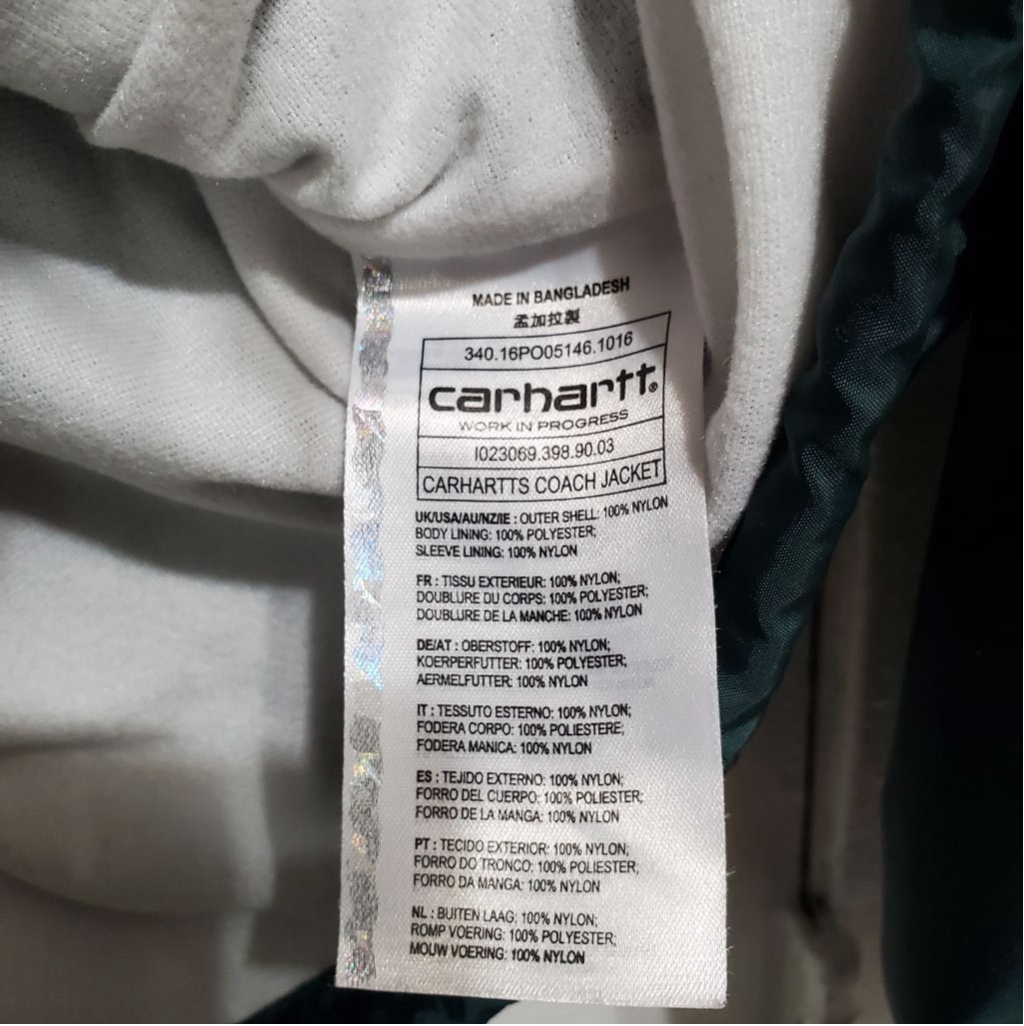 MADE IN BANGLADESH
孟加拉製
340.16PO05146.1016
carhartt®
WORK IN PROGRESS
I023069.398.90.03
CARHARTTS COACH JACKET
UK/USA/AU/NZ/IE : OUTER SHELL: 100% NYLON
BODY LINING: 100% POLYESTER;
SLEEVE LINING: 100% NYLON
FR : TISSU EXTERIEUR: 100% NYLON;
DOUBLURE DU CORPS: 100% POLYESTER;
DOUBLURE DE LA MANCHE: 100% NYLON
DE/AT : OBERSTOFF: 100% NYLON;
KOERPERFUTTER: 100% POLYESTER;
AERMELFUTTER: 100% NYLON
IT : TESSUTO ESTERNO: 100% NYLON;
FODERA CORPO: 100% POLIESTERE;
FODERA MANICA: 100% NYLON
ES : TEJIDO EXTERNO: 100% NYLON;
FORRO DEL CUERPO: 100% POLIESTER;
FORRO DE LA MANGA: 100% NYLON
PT : TECIDO EXTERIOR: 100% NYLON;
FORRO DO TRONCO: 100% POLIESTER;
FORRO DA MANGA: 100% NYLON
NL : BUITEN LAAG: 100% NYLON;
ROMP VOERING: 100% POLYESTER;
MOUW VOERING: 100% NYLON